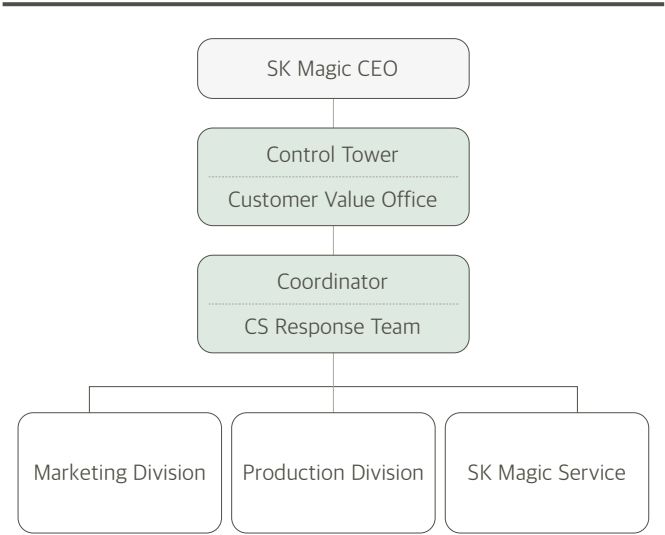 SK Magic CEO
Control Tower
Customer Value Office
Coordinator
CS Response Team
Marketing Division
Production Division
SK Magic Service